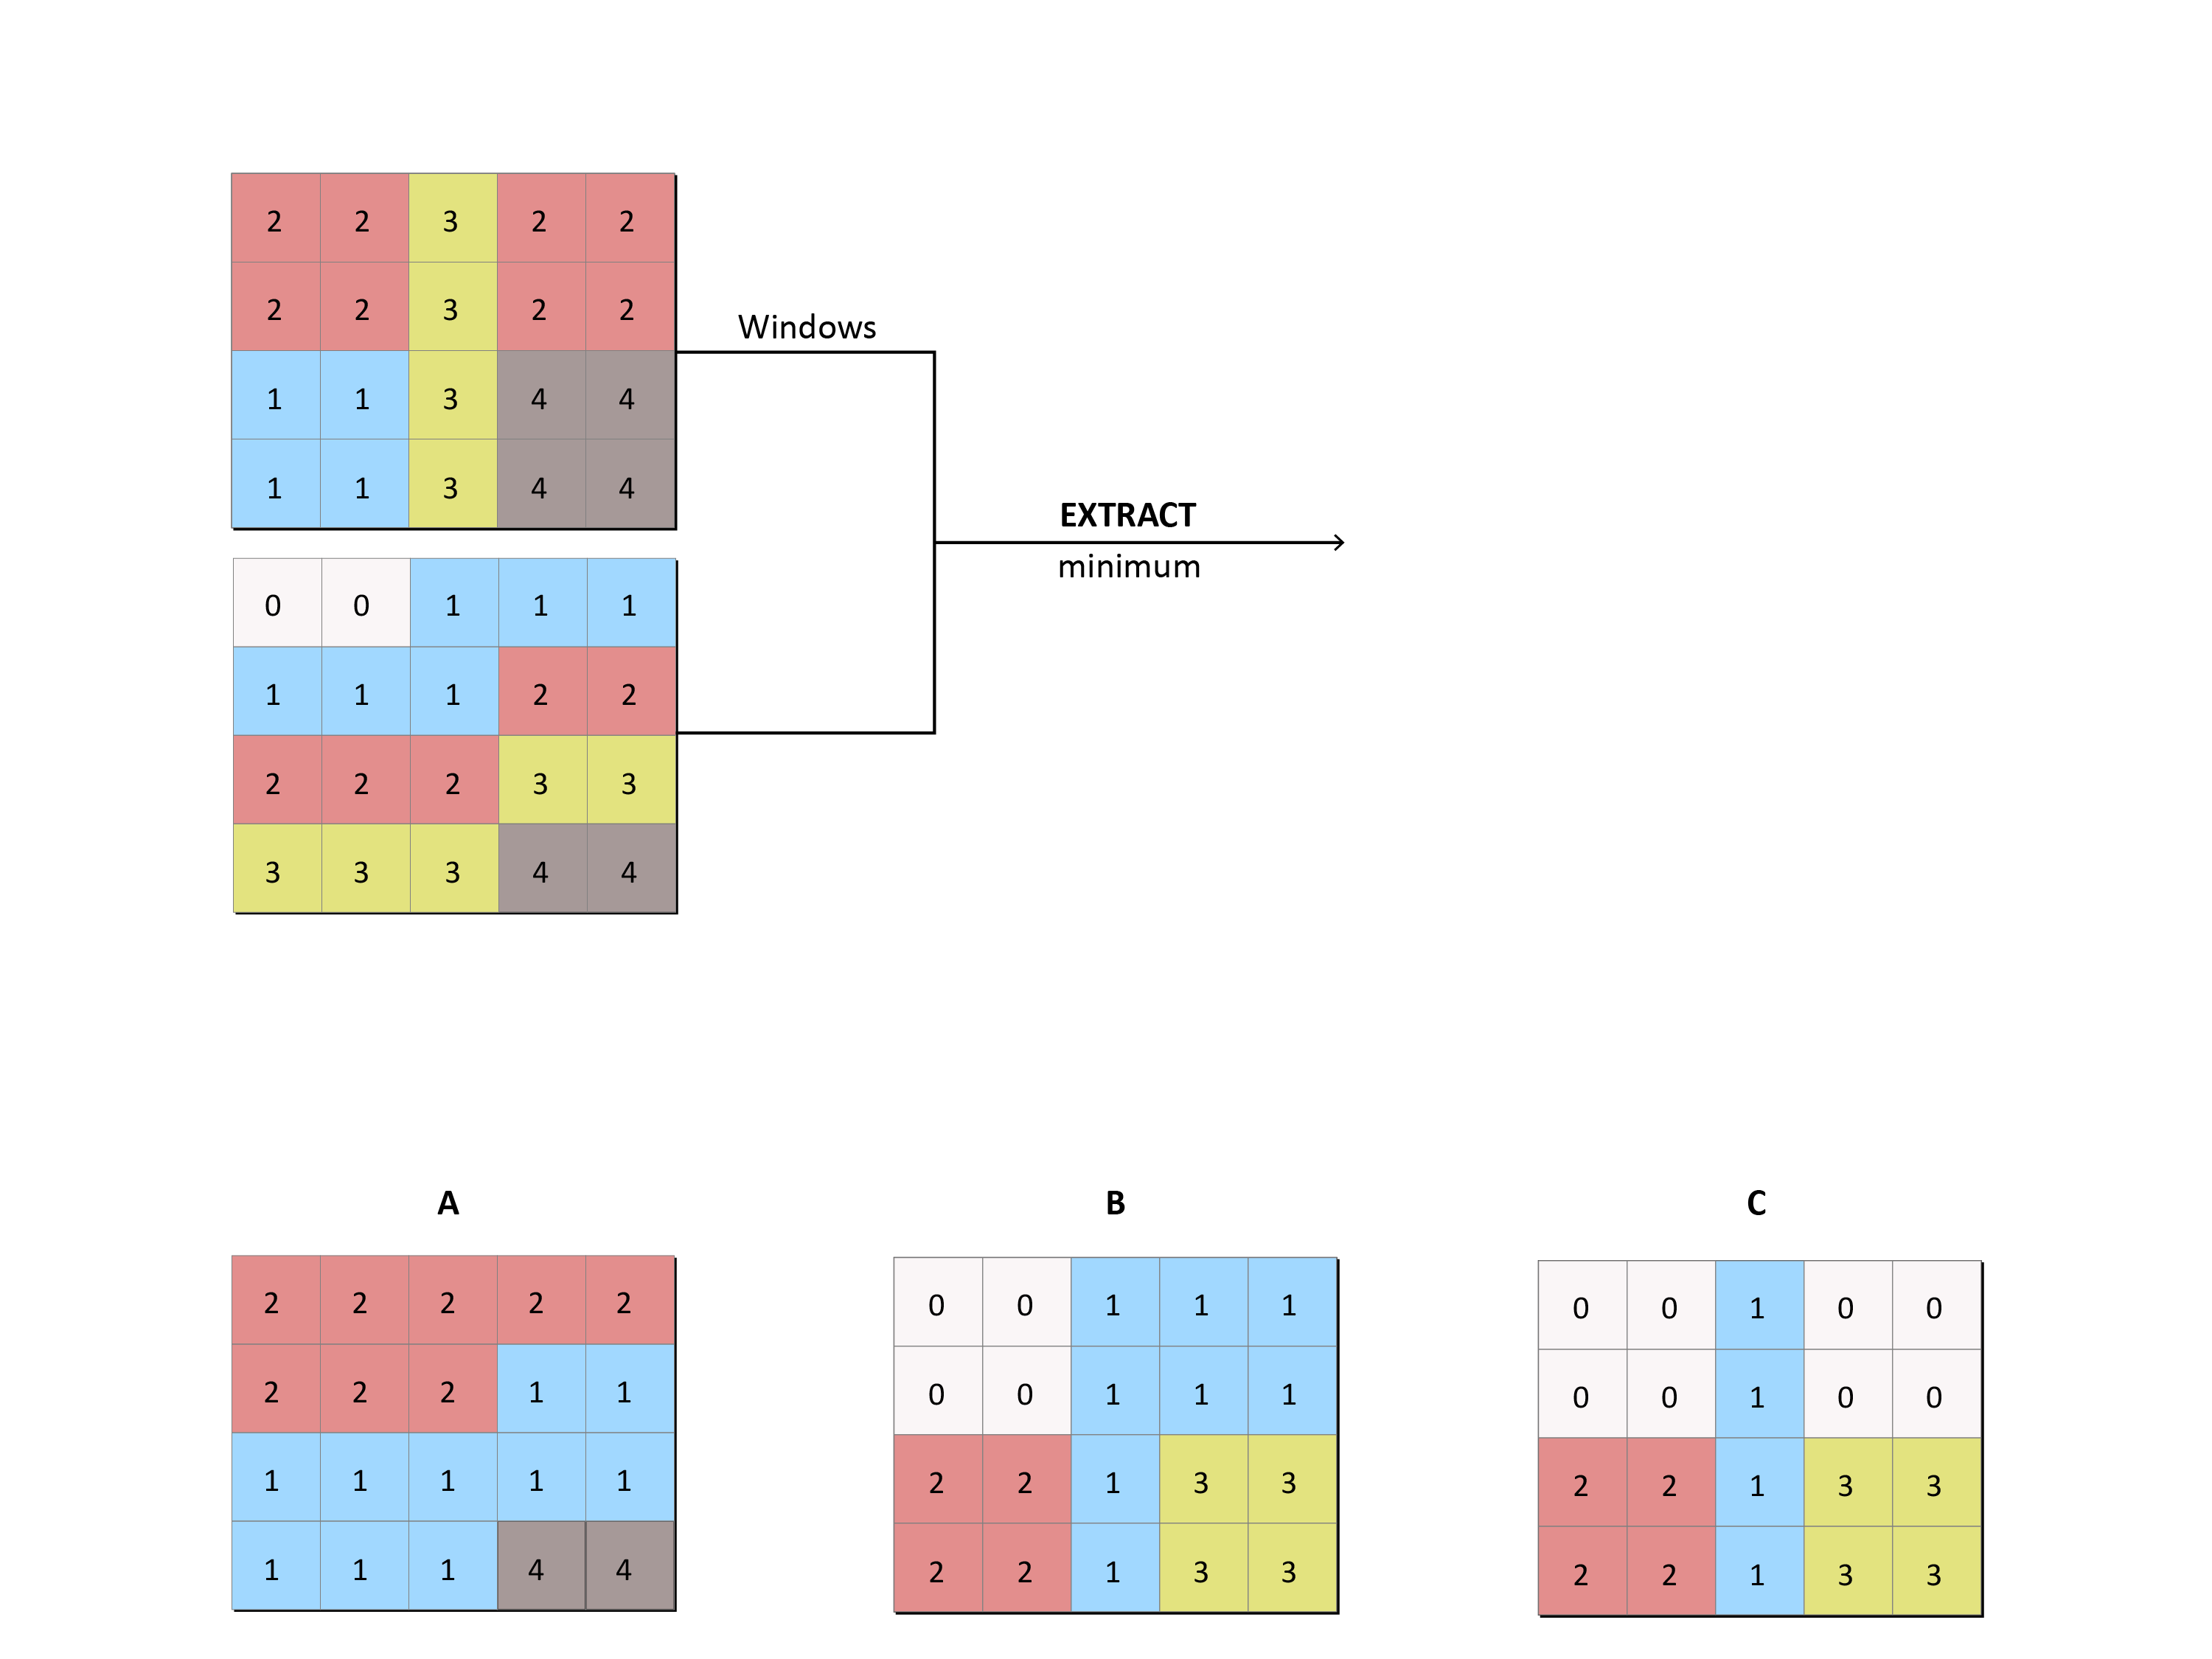 2 2 3 2 2
2 2 3 2 2
Windows
1 1 3 4 4
1 1 3 4 4
EXTRACT
minimum
0 0 1 1 1
1 1 1 2 2
2 2 2 3 3
3 3 3 4 4
A
2 2 2 2 2
2 2 2 1 1
1 1 1 1 1
1 1 1 4 4
B
0 0 1 1 1
0 0 1 1 1
2 2 1 3 3
2 2 1 3 3
C
0 0 1 0 0
0 0 1 0 0
2 2 1 3 3
2 2 1 3 3